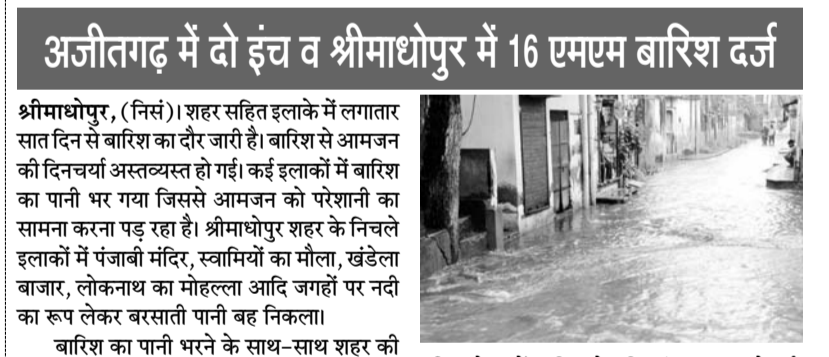 अजीतगढ़ में दो इंच व श्रीमाधोपुर में 16 एमएम बारिश दर्ज
श्रीमाधोपुर, (निसं)। शहर सहित इलाके में लगातार
सात दिन से बारिश का दौर जारी है। बारिश से आमजन
की दिनचर्या अस्तव्यस्त हो गई। कई इलाकों में बारिश
का पानी भर गया जिससे आमजन को परेशानी का
सामना करना पड़ रहा है। श्रीमाधोपुर शहर के निचले
इलाकों में पंजाबी मंदिर, स्वामियों का मौला, खंडेला
बाजार, लोकनाथ का मोहल्ला आदि जगहों पर नदी
का रूप लेकर बरसाती पानी बह निकला।
बारिश का पानी भरने के साथ-साथ शहर की